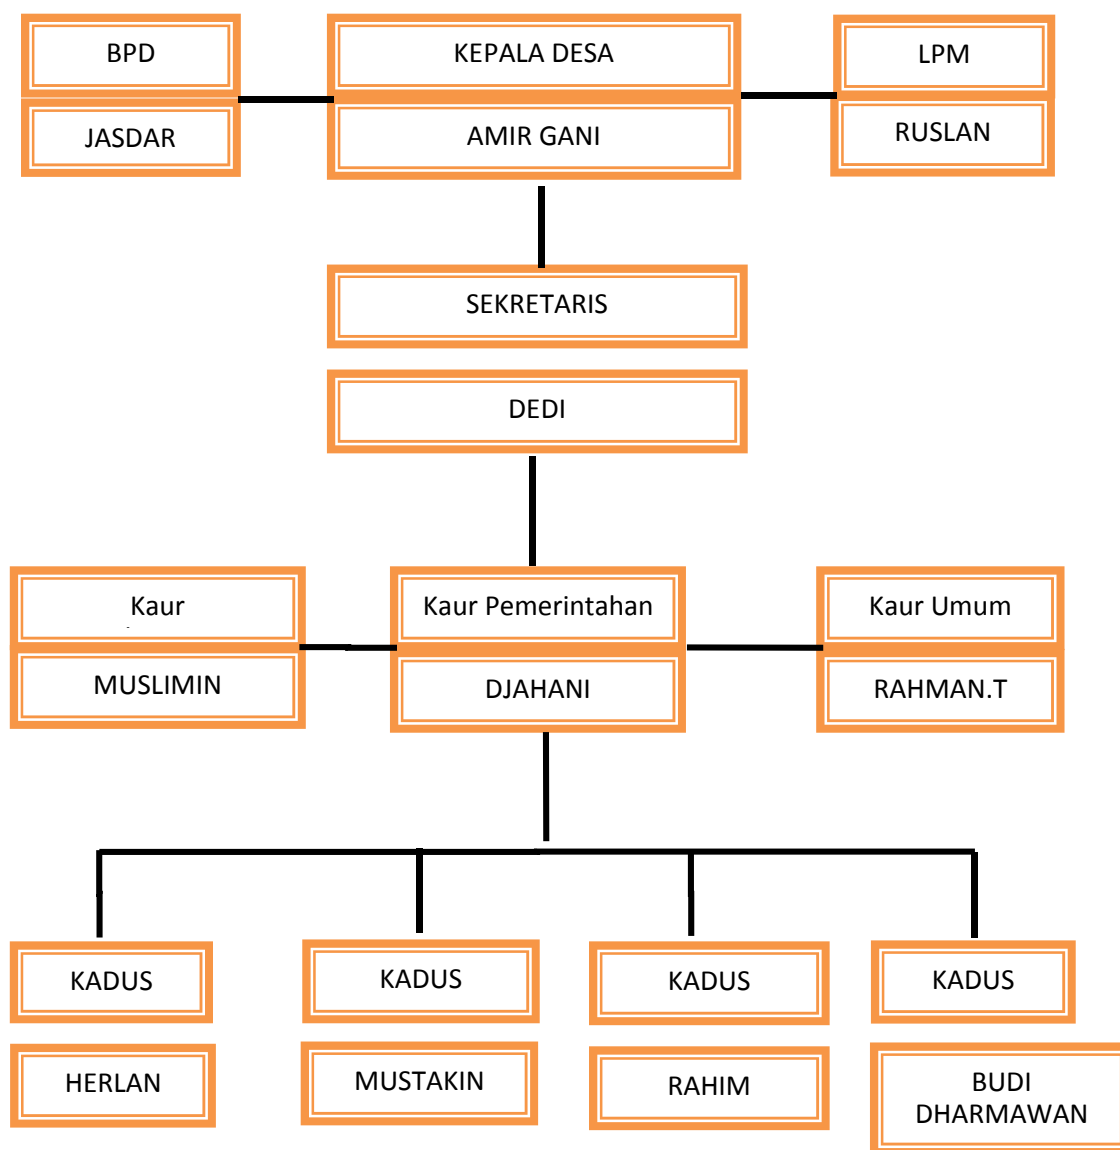 BPD
KEPALA DESA
LPM
JASDAR
AMIR GANI
RUSLAN
SEKRETARIS
DEDI
Kaur
Kaur Pemerintahan
Kaur Umum
MUSLIMIN
DJAHANI
RAHMAN.T
KADUS
KADUS
KADUS
KADUS
HERLAN
MUSTAKIN
RAHIM
BUDI
DHARMAWAN